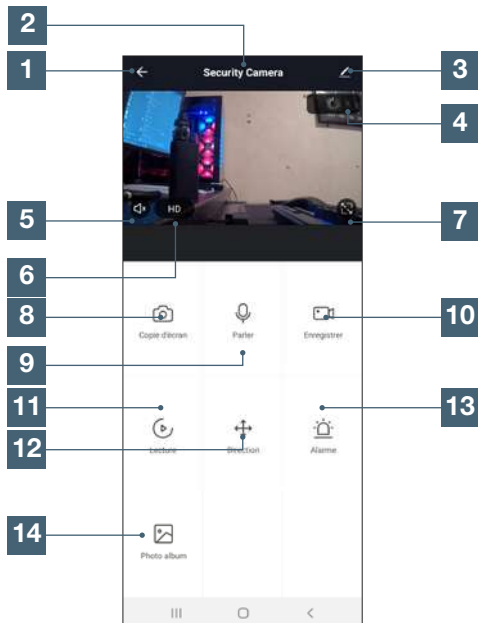 2
1
Security Camera
3
4
5
HD
7
6
8
Copie d'écran
Parler
Enregistrer
10
9
11
13
Lecture
Direction
Alarme
12
14
Photo album